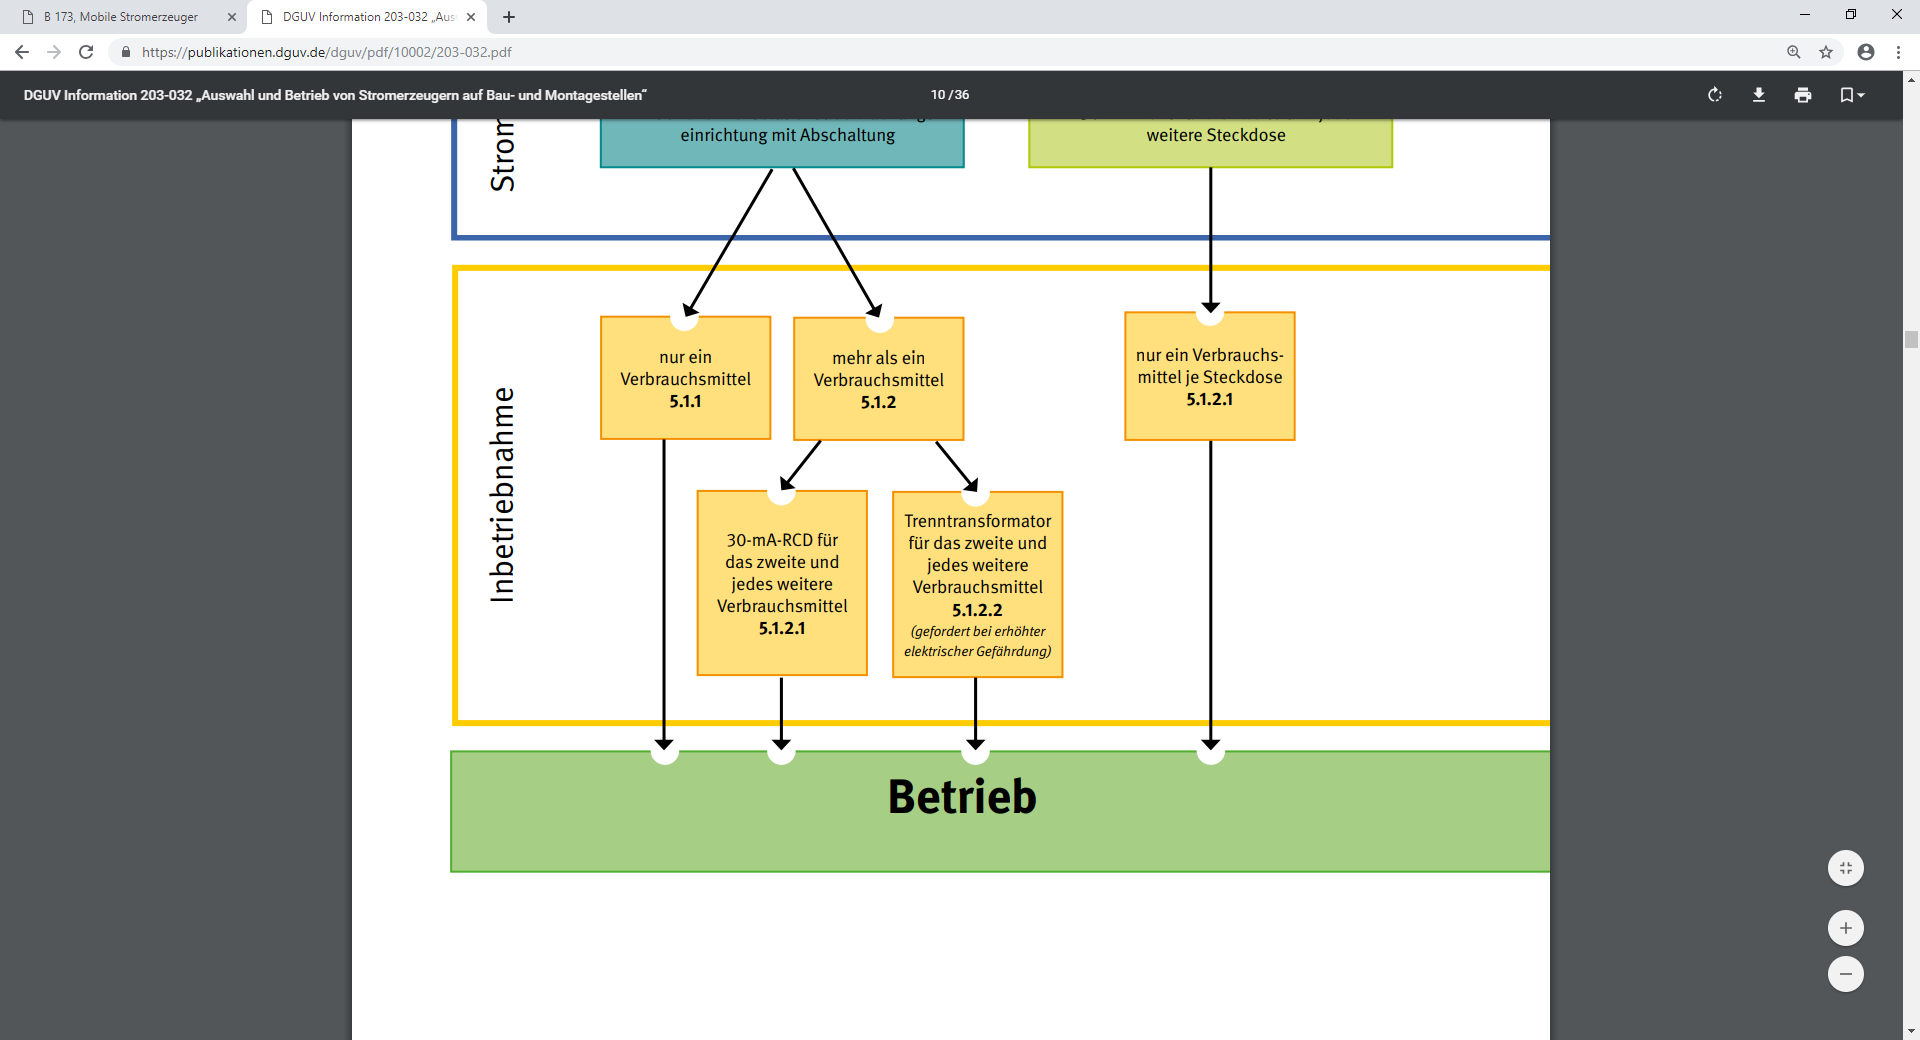 B 173, Mobile Stromerzeuger
DGUV Information 203-032 „Aus
https://publikationen.dguv.de/dguv/pdf/10002/203-032.pdf
DGUV Information 203-032 „Auswahl und Betrieb von Stromerzeugern auf Bau- und Montagestellen“
10 / 36
Strom
einrichtung mit Abschaltung
weitere Steckdose
Inbetriebnahme
nur ein
Verbrauchsmittel
5.1.1
mehr als ein
Verbrauchsmittel
5.1.2
nur ein Verbrauchs-
mittel je Steckdose
5.1.2.1
30-mA-RCD für
das zweite und
jedes weitere
Verbrauchsmittel
5.1.2.1
Trenntransformator
für das zweite und
jedes weitere
Verbrauchsmittel
5.1.2.2
(gefordert bei erhöhter
elektrischer Gefährdung)
Betrieb